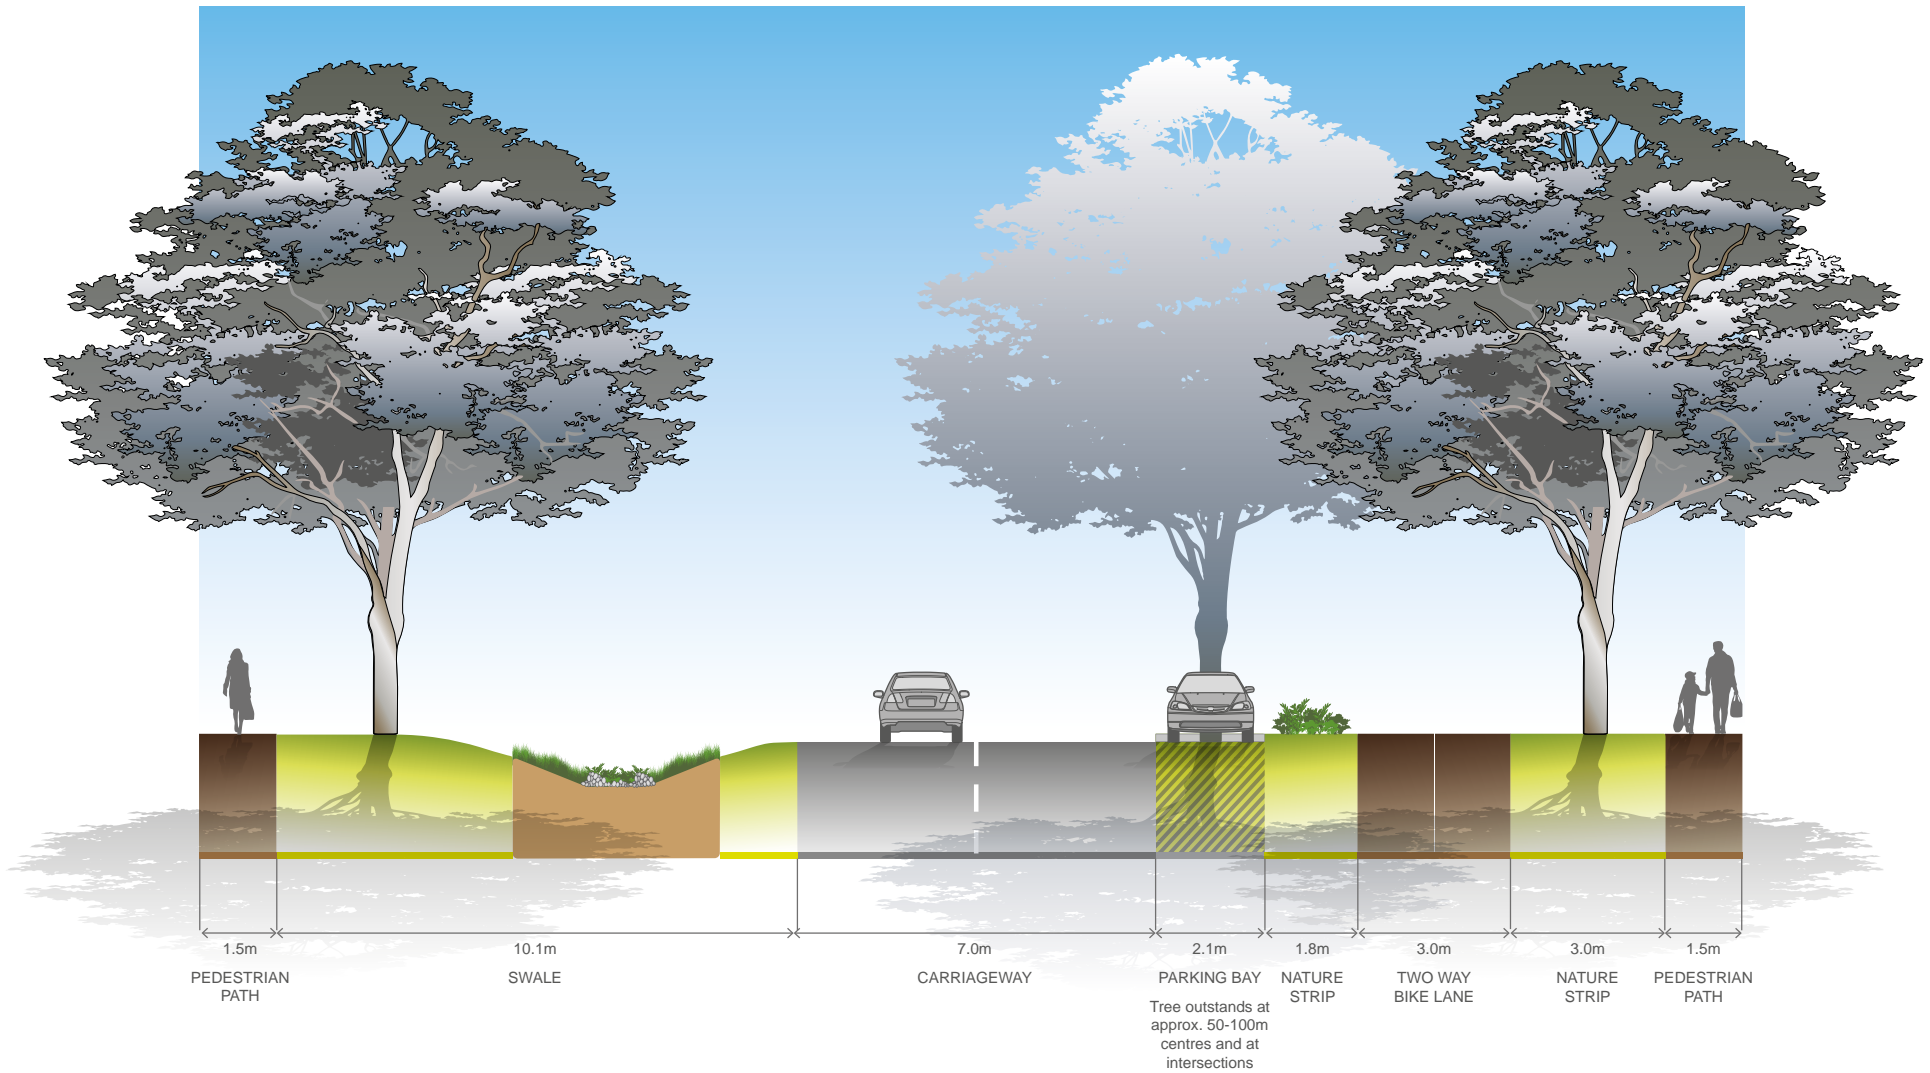 1.5m
10.1m
7.0m
2.1m
1.8m
3.0m
3.0m
1.5m
PEDESTRIAN
PATH
SWALE
CARRIAGEWAY
PARKING BAY
Tree outstands at
approx. 50-100m
centres and at
intersections
NATURE
STRIP
TWO WAY
BIKE LANE
NATURE
STRIP
PEDESTRIAN
PATH